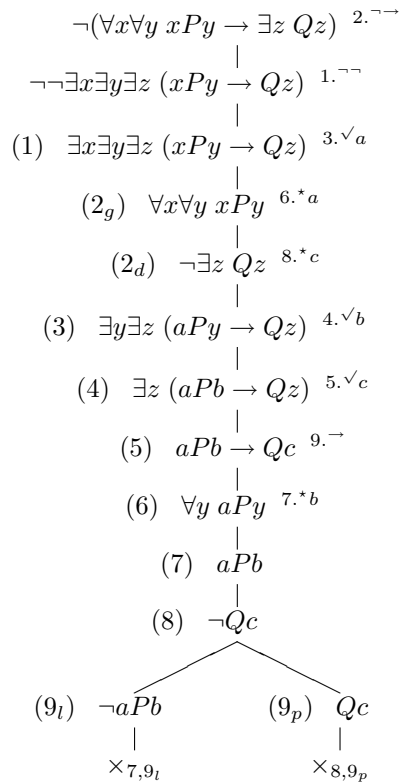 ¬(∀x∀y xPy → ∃z Qz) 2.¬→
¬¬∃x∃y∃z (xPy → Qz) 1.¬¬
(1) ∃x∃y∃z (xPy → Qz) 3.√a
(2g) ∀x∀y xPy 6.⋆a
(2d) ¬∃z Qz 8.⋆c
(3) ∃y∃z (aPy → Qz) 4.√b
(4) ∃z (aPb → Qz) 5.√c
(5) aPb → Qc 9.→
(6) ∀y aPy 7.⋆b
(7) aPb
(8) ¬Qc
(9l) ¬aPb (9p) Qc
×7,9l ×8,9p